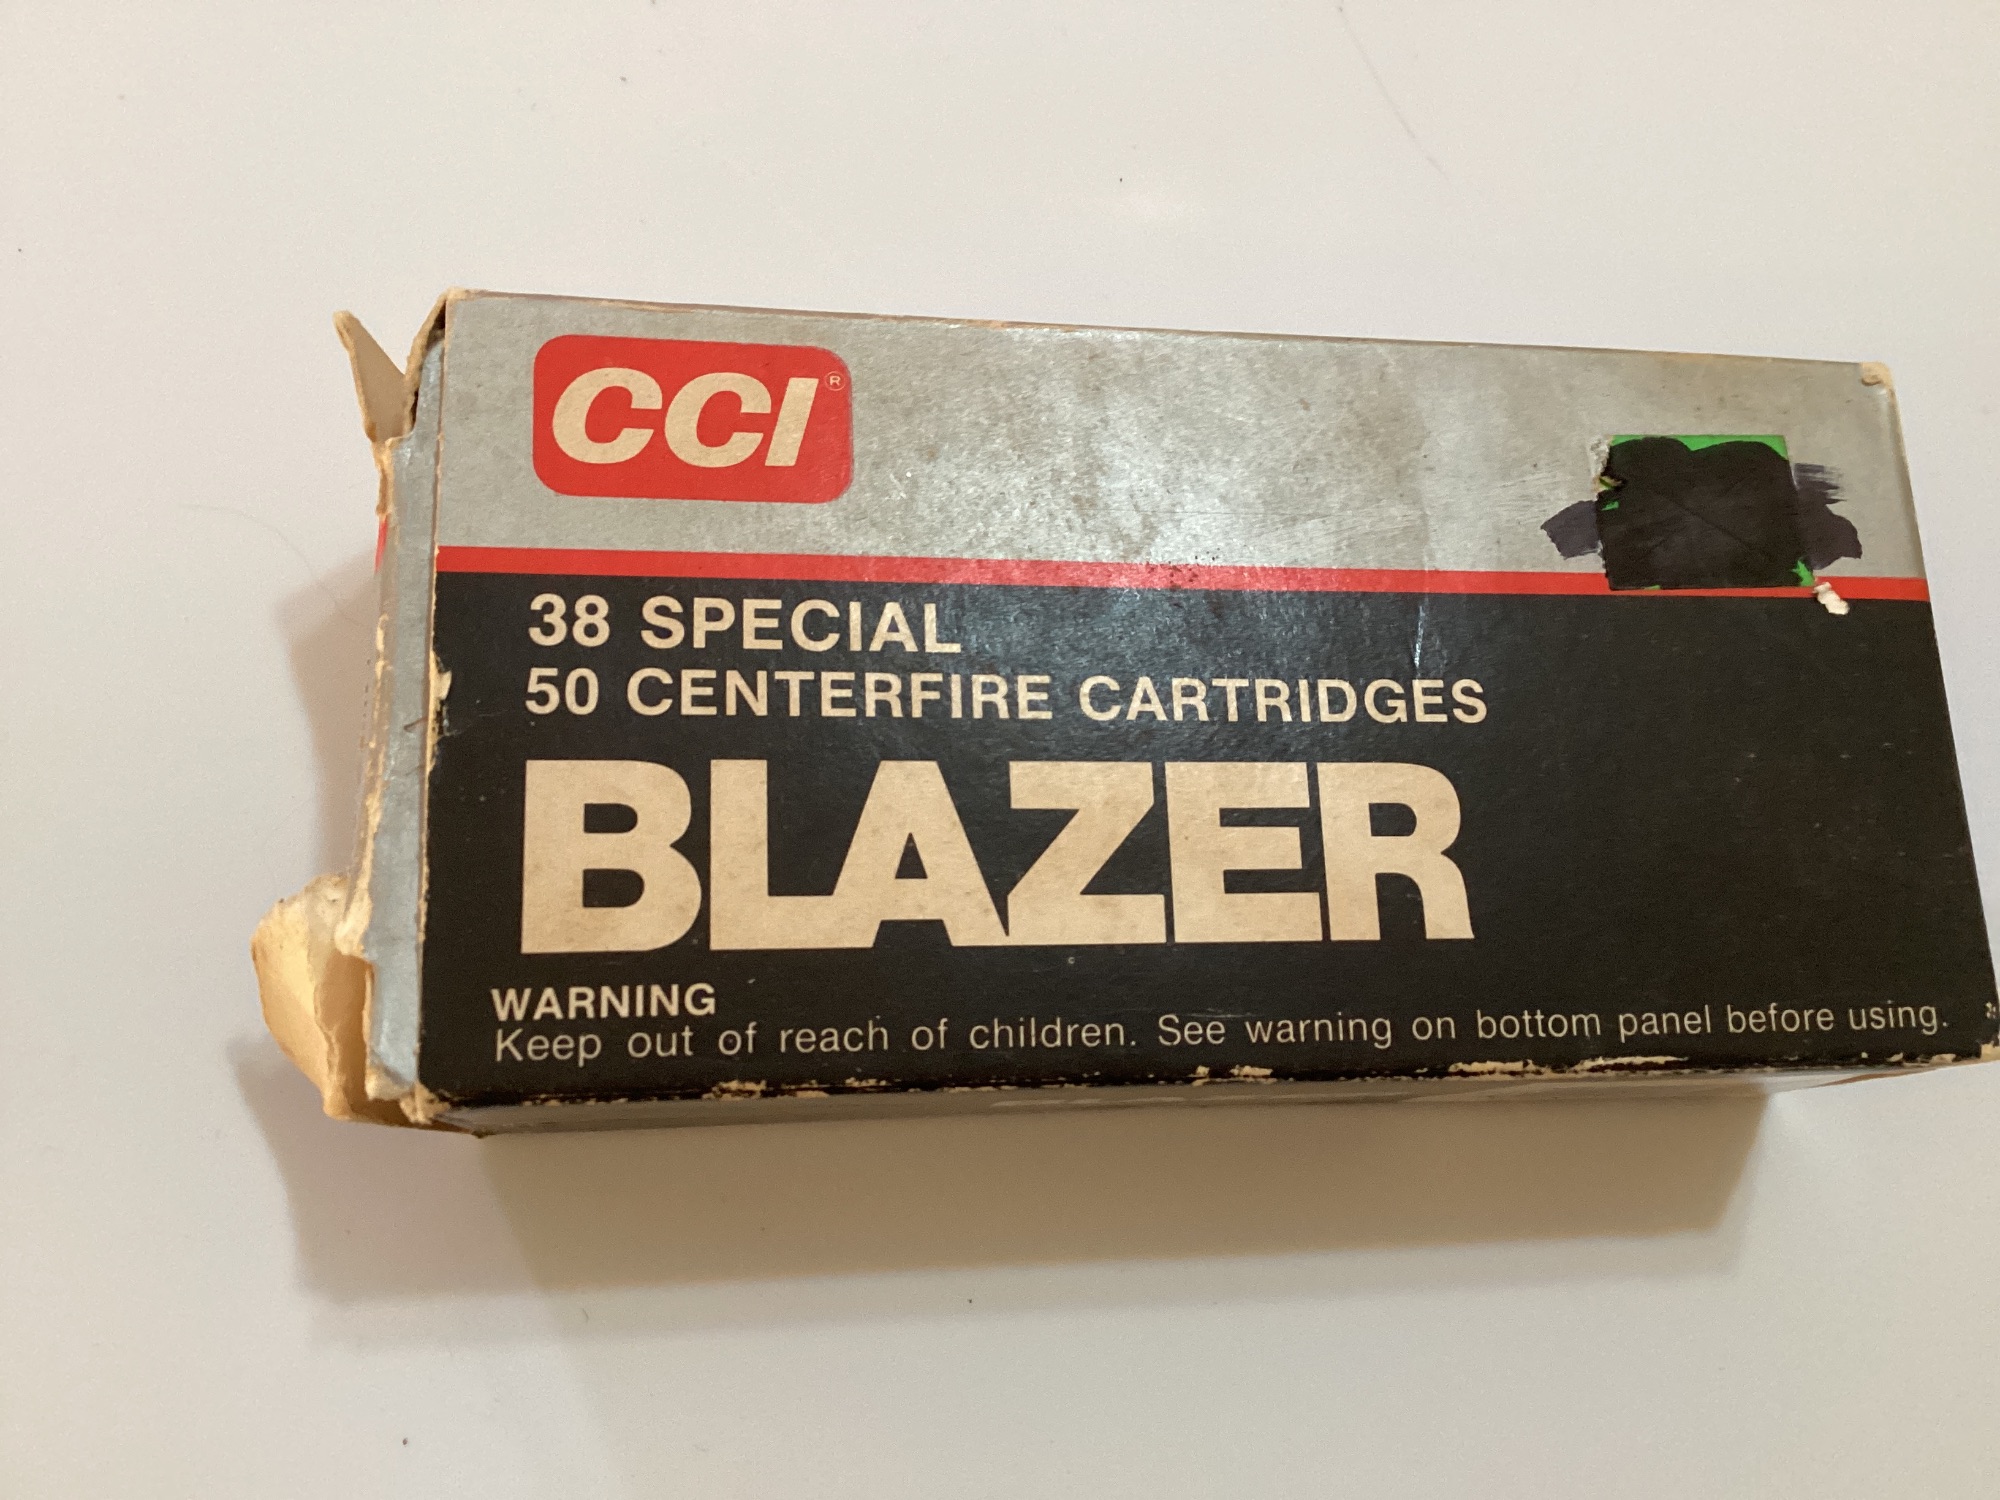 CCI®
38 SPECIAL
50 CENTERFIRE CARTRIDGES
BLAZER
WARNING
Keep out of reach of children. See warning on bottom panel before using.